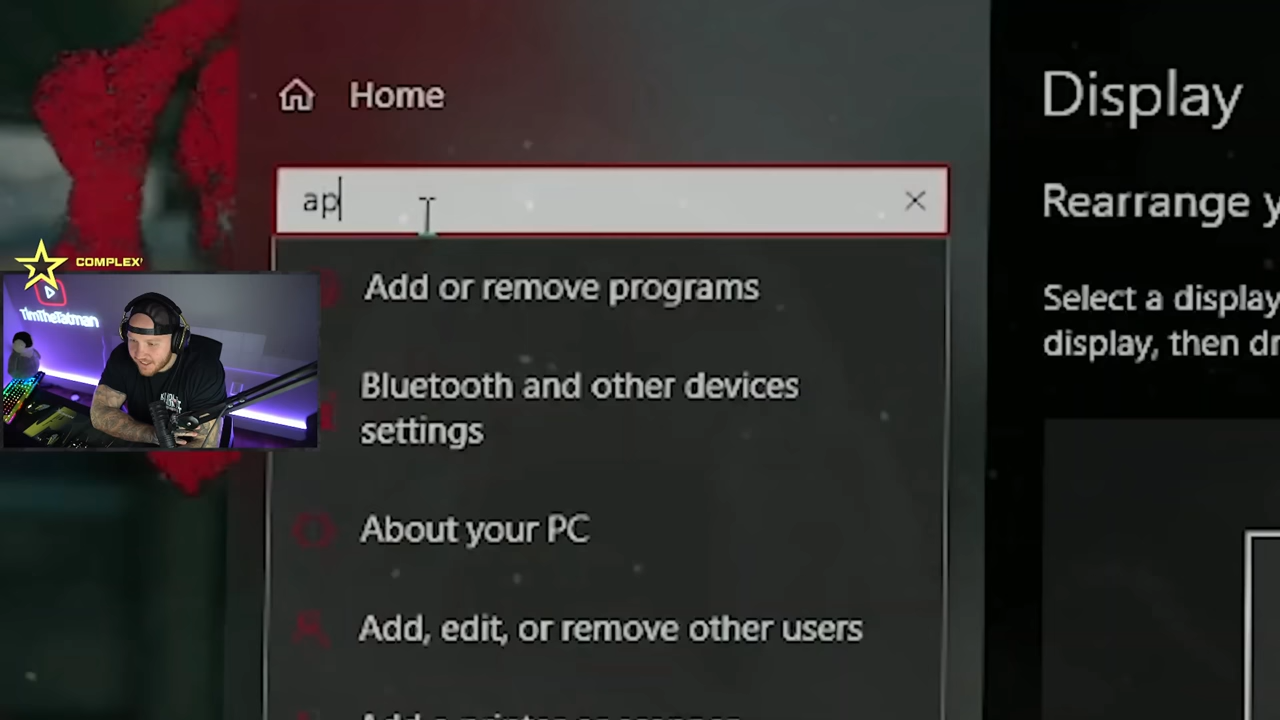 Home
Display
ap
Rearrange y
Add or remove programs
Select a display
display, then dr
COMPLEX
TimTheTatman
Bluetooth and other devices
settings
About your PC
Add, edit, or remove other users